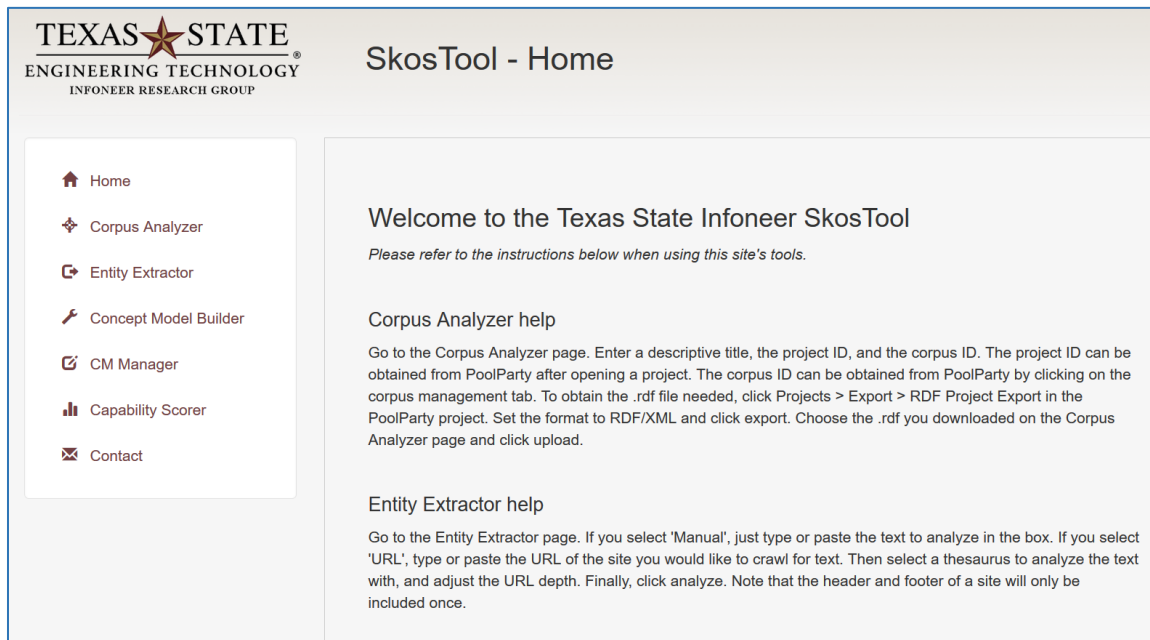 TEXAS STATE
®
ENGINEERING TECHNOLOGY
INFONEER RESEARCH GROUP
SkosTool - Home
Home
Corpus Analyzer
Entity Extractor
Concept Model Builder
CM Manager
Capability Scorer
Contact
Welcome to the Texas State Infoneer SkosTool
Please refer to the instructions below when using this site's tools.
Corpus Analyzer help
Go to the Corpus Analyzer page. Enter a descriptive title, the project ID, and the corpus ID. The project ID can be
obtained from PoolParty after opening a project. The corpus ID can be obtained from PoolParty by clicking on the
corpus management tab. To obtain the .rdf file needed, click Projects > Export > RDF Project Export in the
PoolParty project. Set the format to RDF/XML and click export. Choose the .rdf you downloaded on the Corpus
Analyzer page and click upload.
Entity Extractor help
Go to the Entity Extractor page. If you select 'Manual', just type or paste the text to analyze in the box. If you select
'URL', type or paste the URL of the site you would like to crawl for text. Then select a thesaurus to analyze the text
with, and adjust the URL depth. Finally, click analyze. Note that the header and footer of a site will only be
included once.